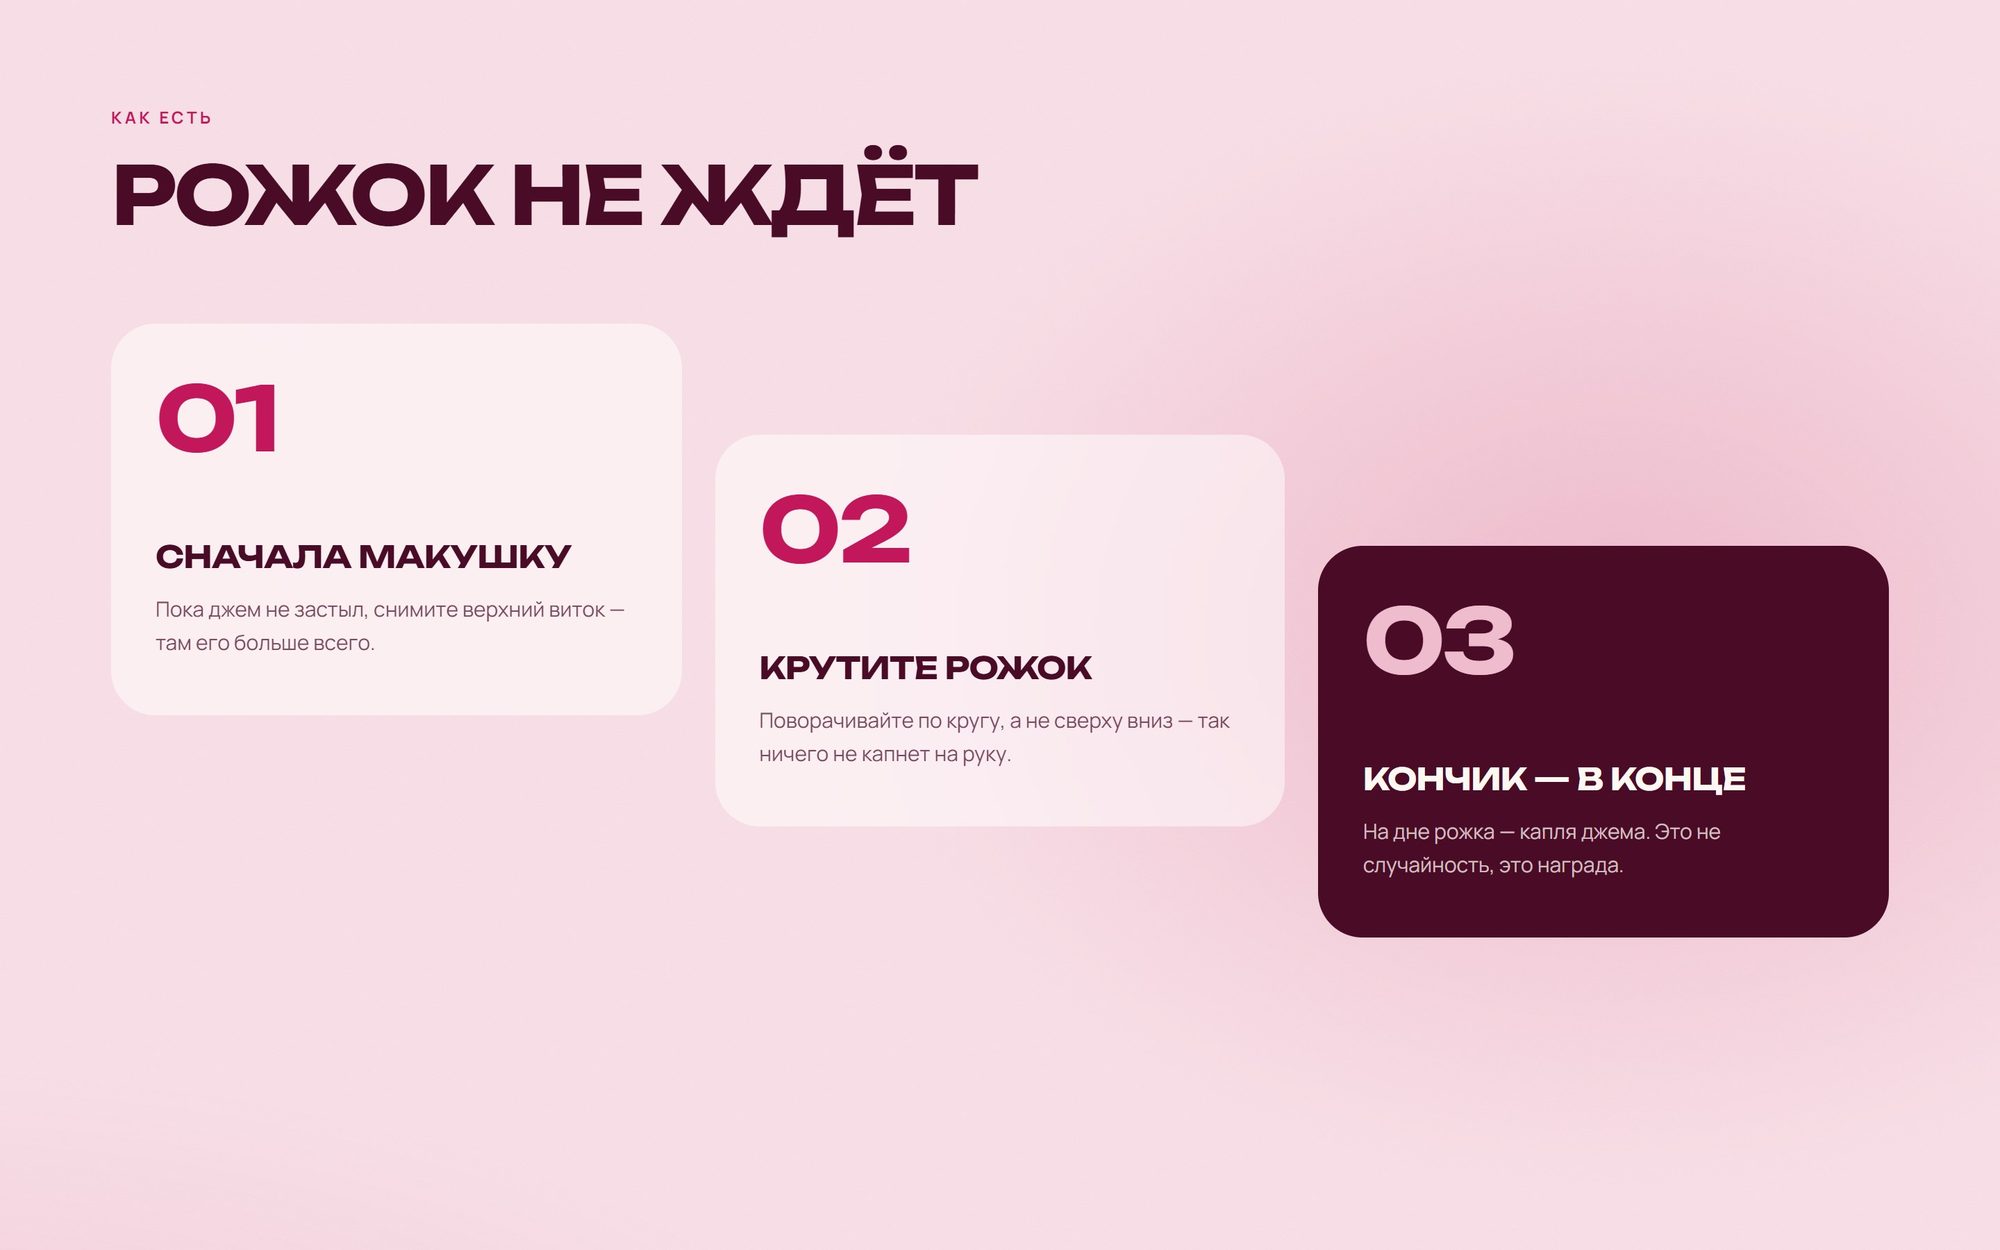 КАК ЕСТЬ
РОЖОК НЕ ЖДЁТ
01
СНАЧАЛА МАКУШКУ
Пока джем не застыл, снимите верхний виток —
там его больше всего.
02
КРУТИТЕ РОЖОК
Поворачивайте по кругу, а не сверху вниз — так
ничего не капнет на руку.
03
КОНЧИК — В КОНЦЕ
На дне рожка — капля джема. Это не
случайность, это награда.